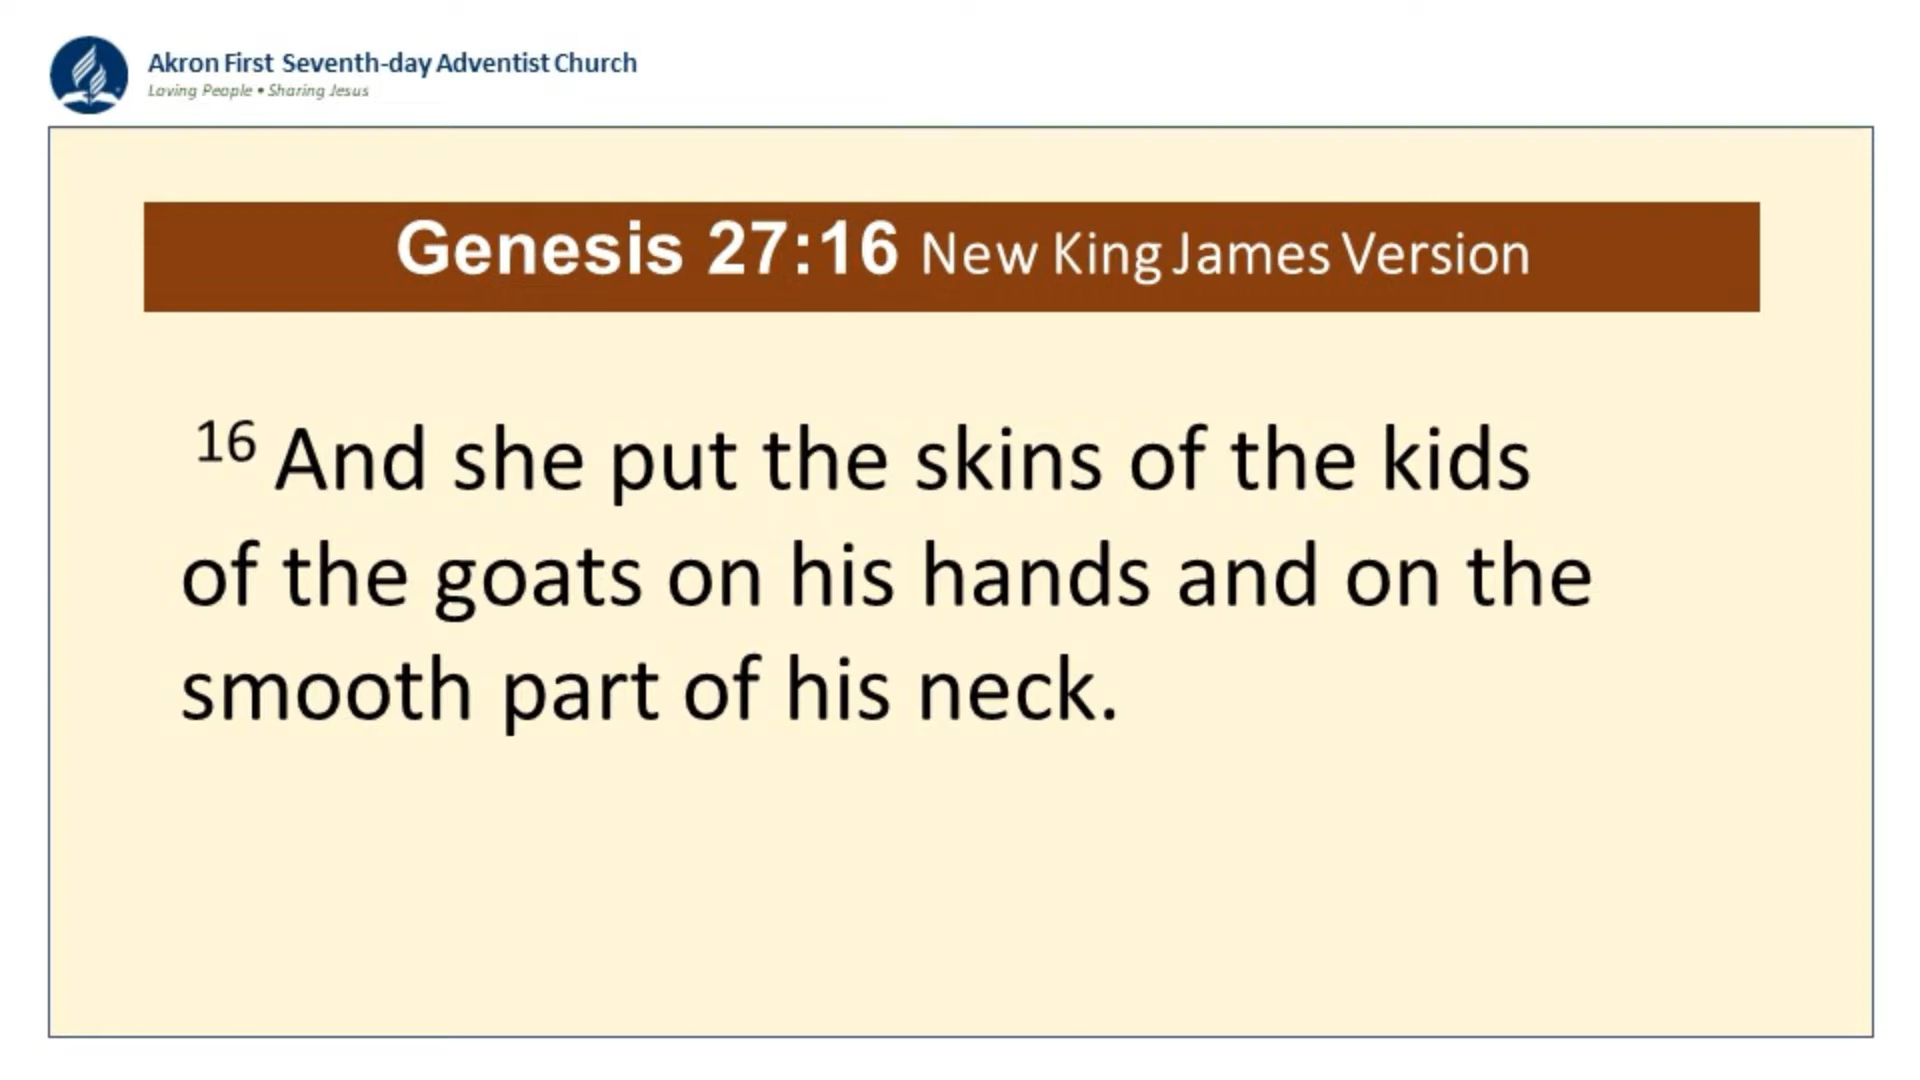 Akron First Seventh-day Adventist Church
Loving People • Sharing Jesus
Genesis 27:16 New King James Version
16 And she put the skins of the kids
of the goats on his hands and on the
smooth part of his neck.